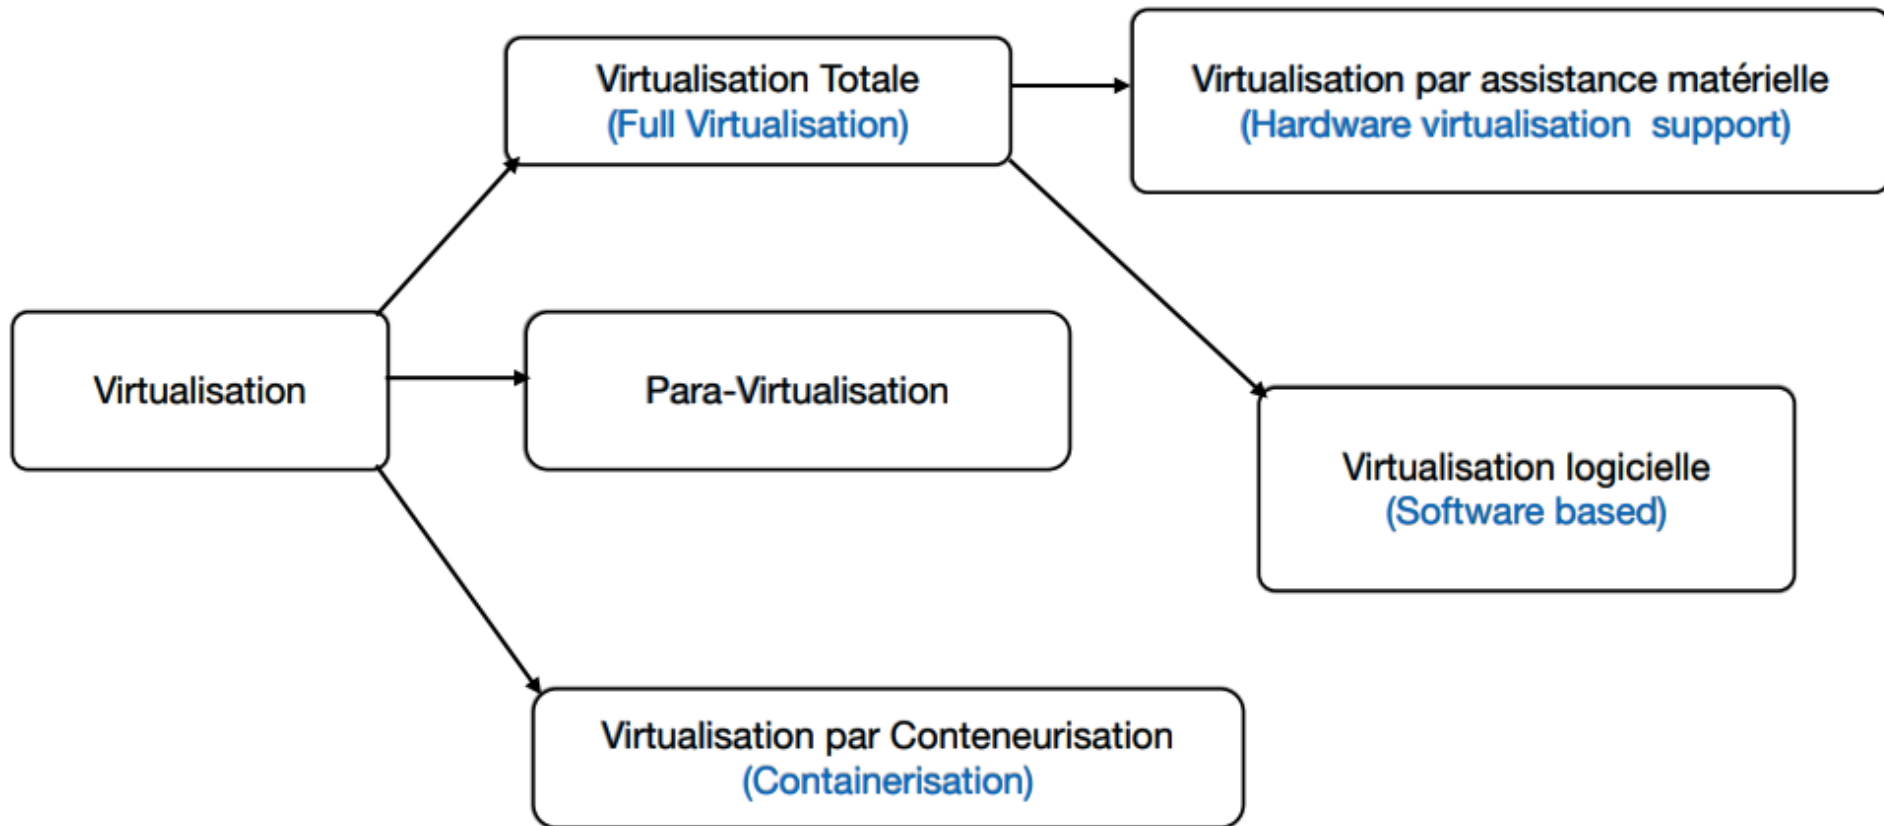 Virtualisation Totale
(Full Virtualisation)
Virtualisation par assistance matérielle
(Hardware virtualisation support)
Virtualisation
Para-Virtualisation
Virtualisation logicielle
(Software based)
Virtualisation par Conteneurisation
(Containerisation)